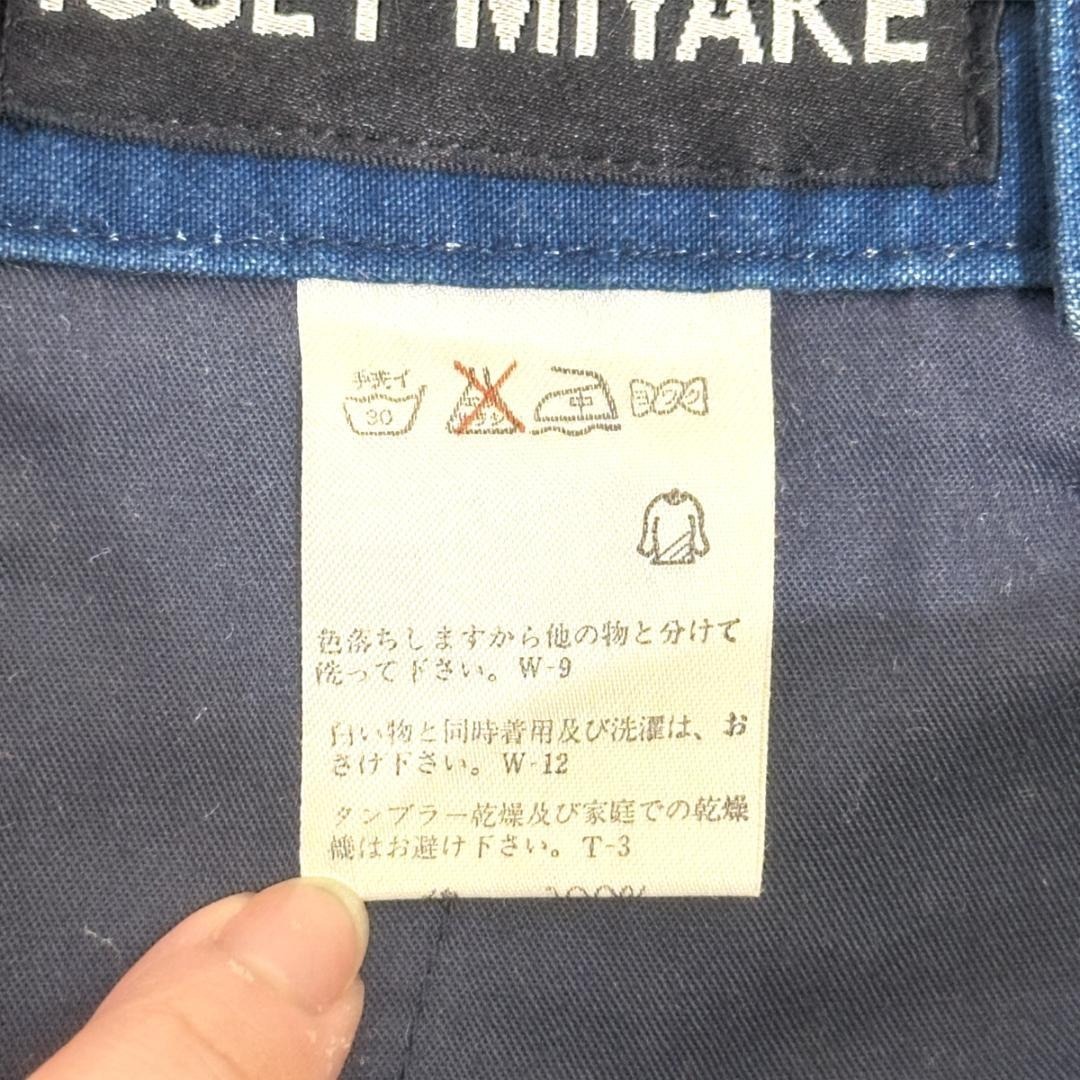 ISSEY MIYAKE
手洗イ
30
中
ヨワク
色落ちしますから他の物と分けて
洗って下さい。W-9
白い物と同時着用及び洗濯は、お
さけ下さい。W-12
タンブラー乾燥及び家庭での乾燥
機はお避け下さい。T-3
綿 100%